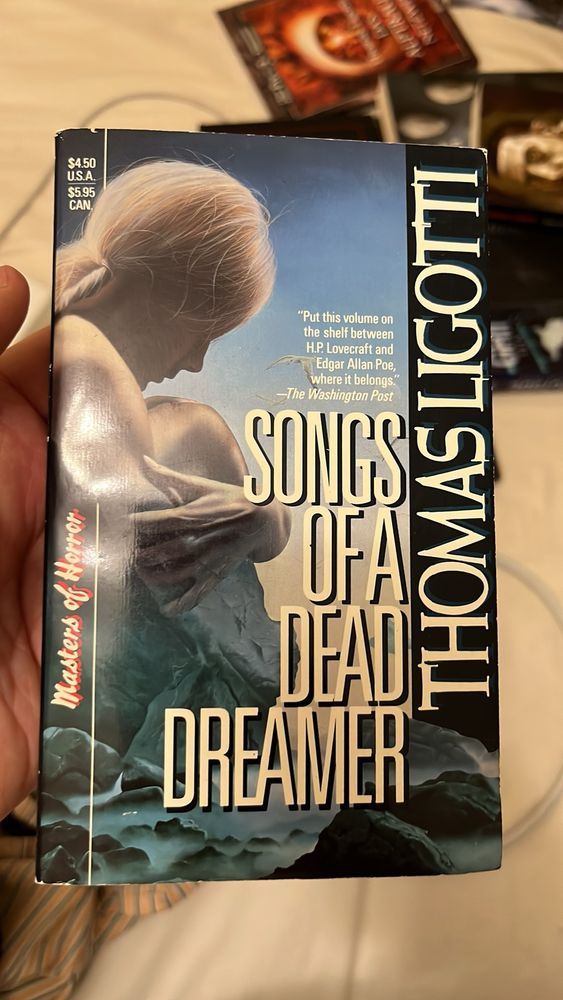 $4.50
U.S.A.
$5.95
CAN.
"Put this volume on
the shelf between
H.P. Lovecraft and
Edgar Allan Poe,
where it belongs."
—The Washington Post
SONGS
OF A
DEAD
DREAMER
THOMAS LIGOTTI
Masters of Horror